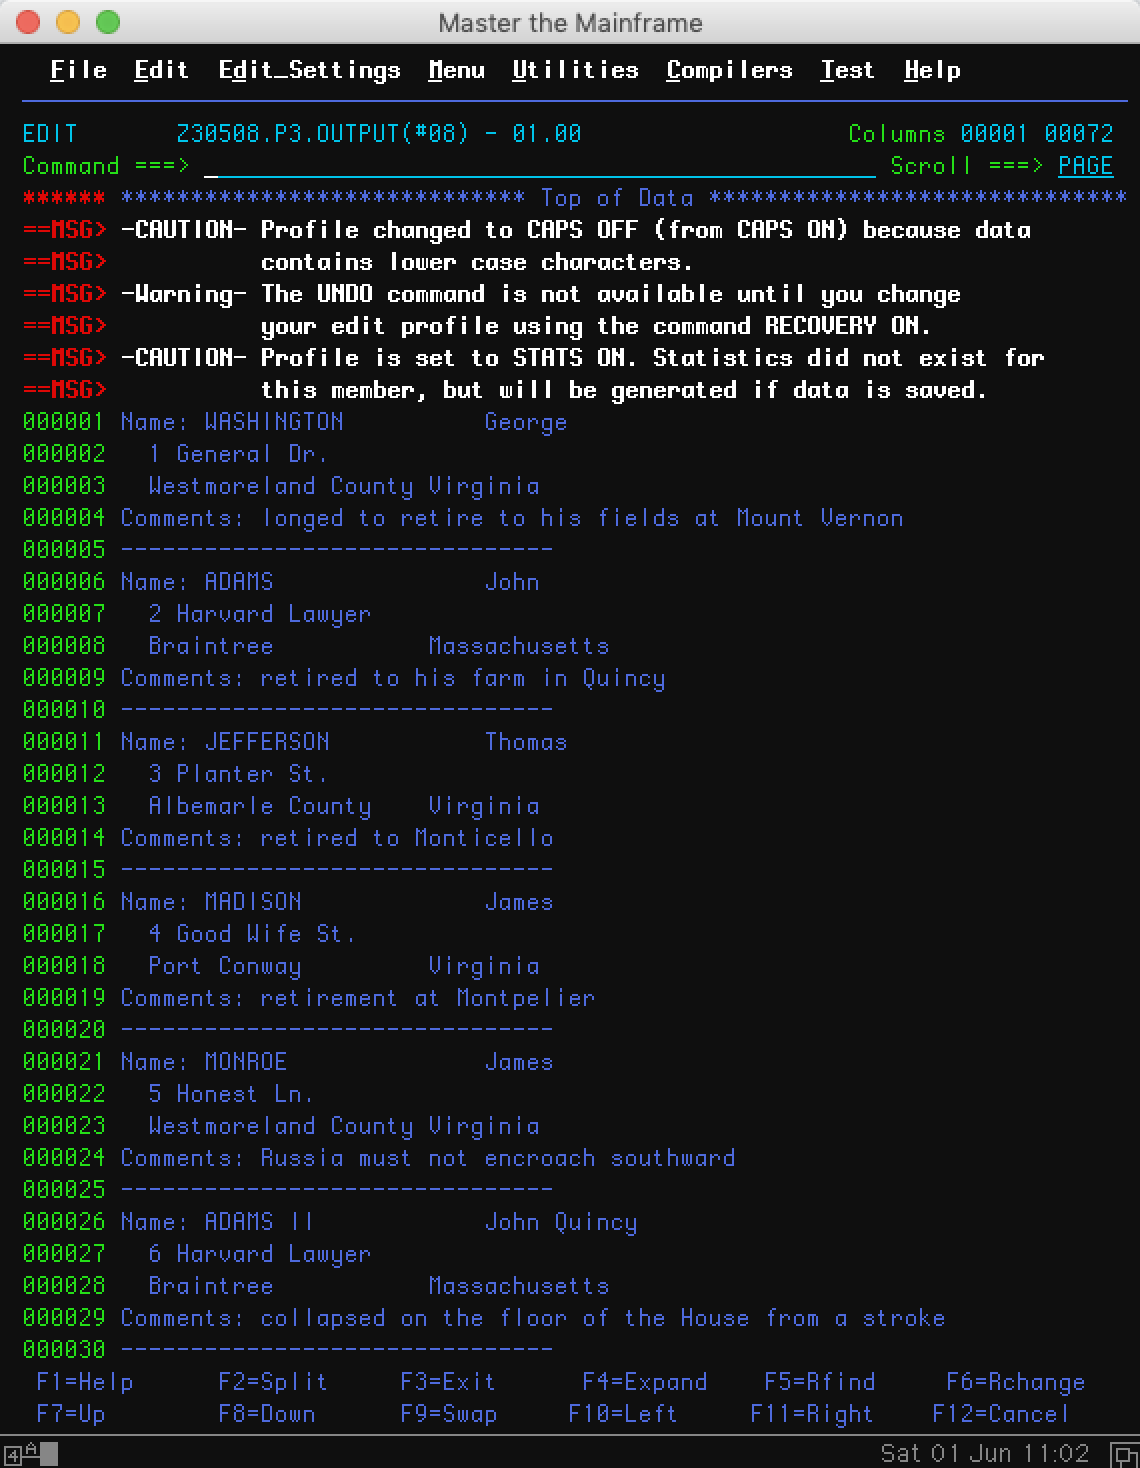 Master the Mainframe
File Edit Edit_Settings Menu Utilities Compilers Test Help
EDIT Z30508.P3.OUTPUT(#08) - 01.00 Columns 00001 00072
Command ===> Scroll ===> PAGE
****** ***************************** Top of Data ******************************
==MSG> -CAUTION- Profile changed to CAPS OFF (from CAPS ON) because data
==MSG> contains lower case characters.
==MSG> -Warning- The UNDO command is not available until you change
==MSG> your edit profile using the command RECOVERY ON.
==MSG> -CAUTION- Profile is set to STATS ON. Statistics did not exist for
==MSG> this member, but will be generated if data is saved.
000001 Name: WASHINGTON George
000002 1 General Dr.
000003 Westmoreland County Virginia
000004 Comments: longed to retire to his fields at Mount Vernon
000005 -------------------------------
000006 Name: ADAMS John
000007 2 Harvard Lawyer
000008 Braintree Massachusetts
000009 Comments: retired to his farm in Quincy
000010 -------------------------------
000011 Name: JEFFERSON Thomas
000012 3 Planter St.
000013 Albemarle County Virginia
000014 Comments: retired to Monticello
000015 -------------------------------
000016 Name: MADISON James
000017 4 Good Wife St.
000018 Port Conway Virginia
000019 Comments: retirement at Montpelier
000020 -------------------------------
000021 Name: MONROE James
000022 5 Honest Ln.
000023 Westmoreland County Virginia
000024 Comments: Russia must not encroach southward
000025 -------------------------------
000026 Name: ADAMS II John Quincy
000027 6 Harvard Lawyer
000028 Braintree Massachusetts
000029 Comments: collapsed on the floor of the House from a stroke
000030 -------------------------------
F1=Help F2=Split F3=Exit F4=Expand F5=Rfind F6=Rchange
F7=Up F8=Down F9=Swap F10=Left F11=Right F12=Cancel
4 A Sat 01 Jun 11:02